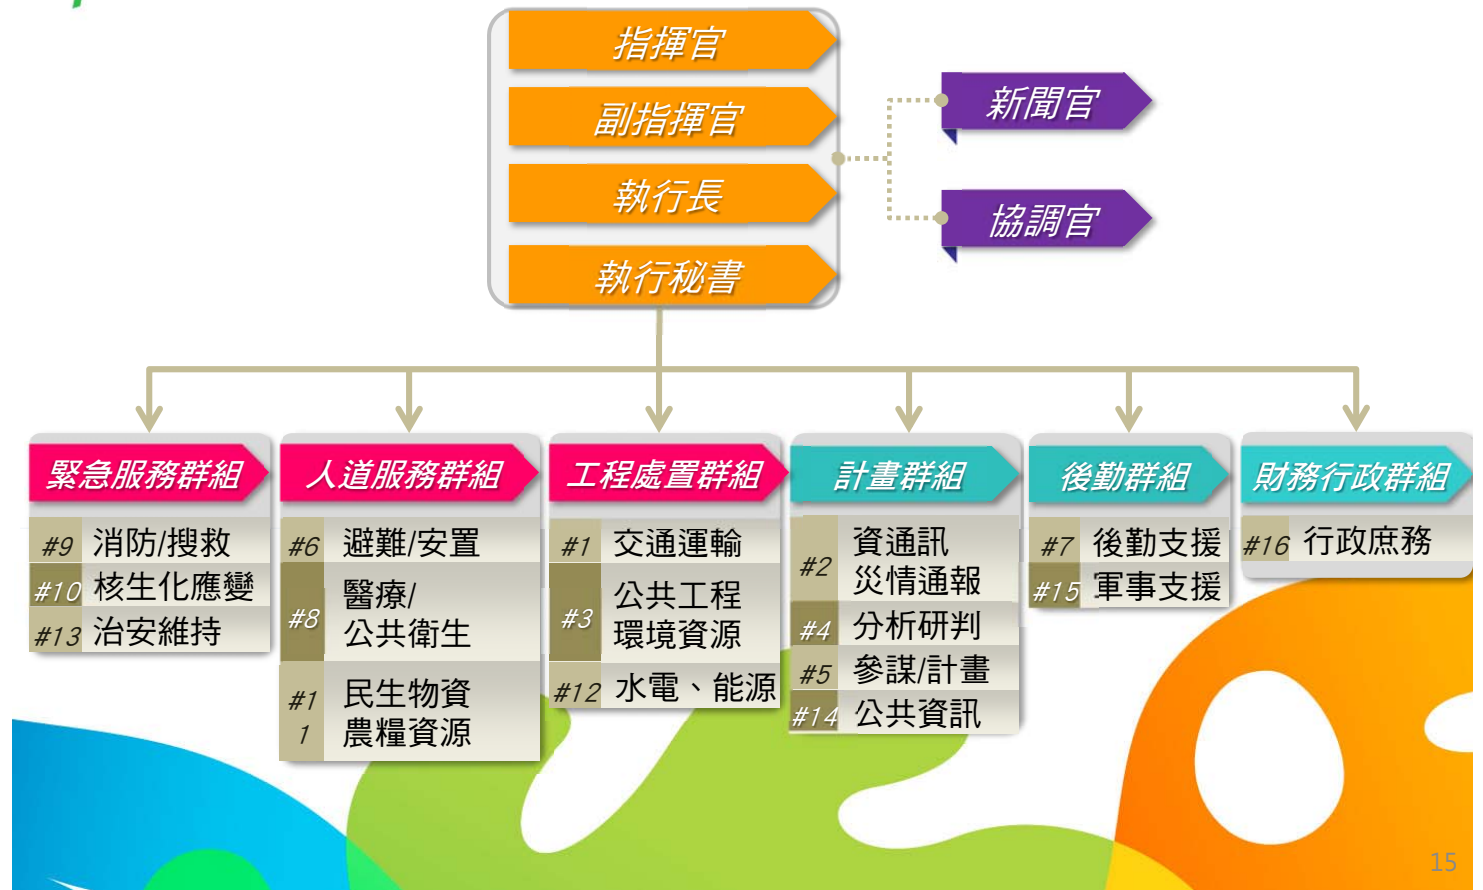 指揮官
副指揮官
執行長
執行秘書
新聞官
協調官
緊急服務群組
#9 消防/搜救
#10 核生化應變
#13 治安維持
人道服務群組
#6 避難/安置
#8 醫療/
公共衛生
#1
1 民生物資
農糧資源
工程處置群組
#1 交通運輸
#3 公共工程
環境資源
#12 水電、能源
計畫群組
#2 資通訊
災情通報
#4 分析研判
#5 參謀/計畫
#14 公共資訊
後勤群組
#7 後勤支援
#15 軍事支援
財務行政群組
#16 行政庶務
15